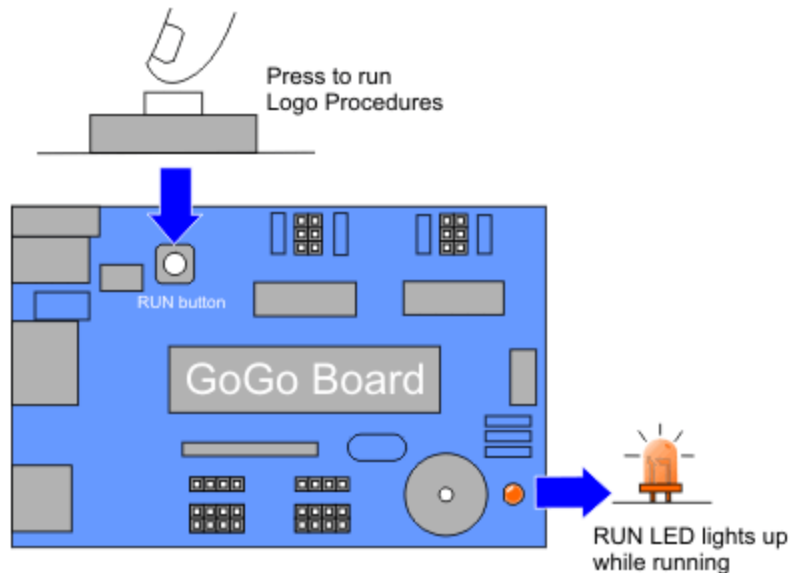 Press to run
Logo Procedures
RUN button
GoGo Board
RUN LED lights up
while running